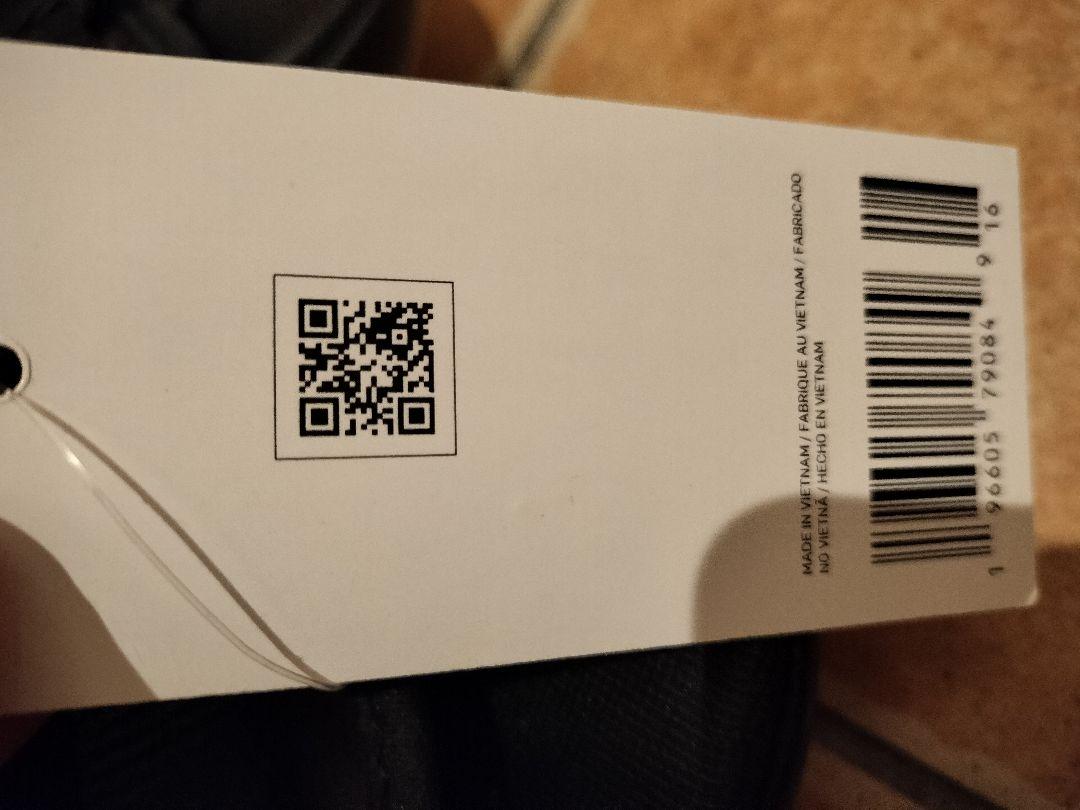 MADE IN VIETNAM / FABRIQUE AU VIETNAM / FABRICADO
NO VIETNÃ / HECHO EN VIETNAM
1 96605 79084 9 16